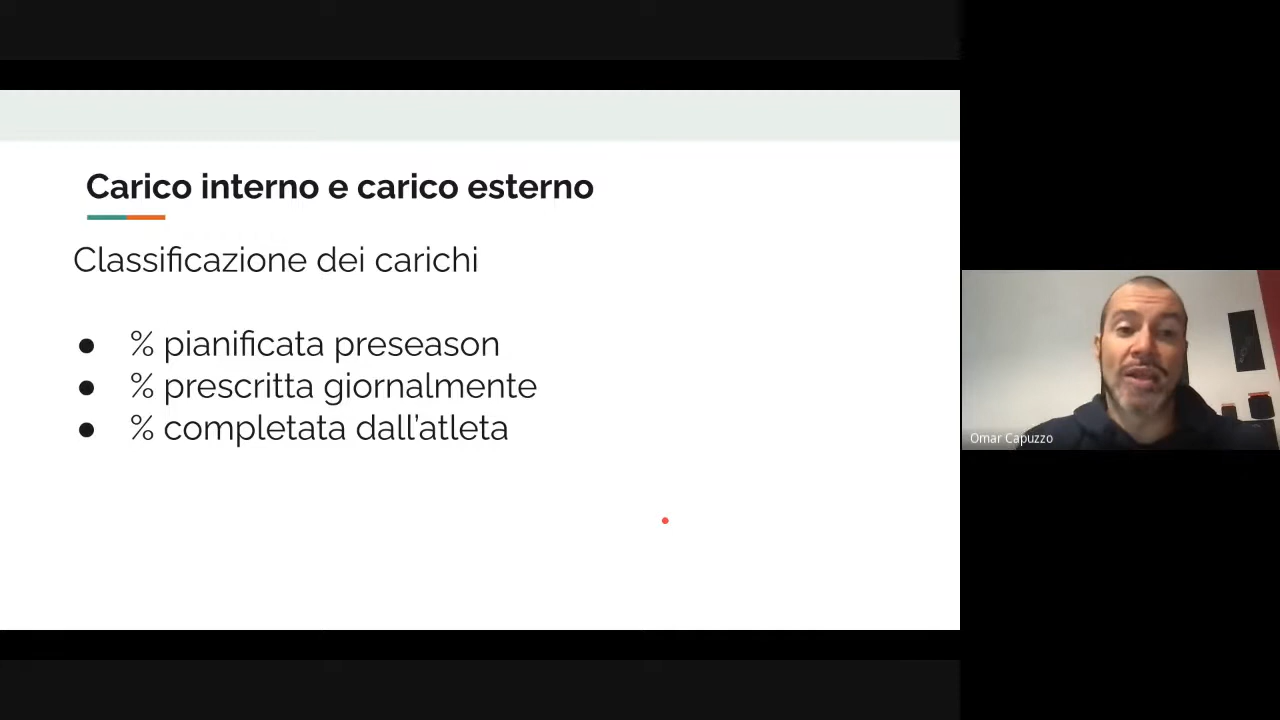 Carico interno e carico esterno
Classificazione dei carichi
● % pianificata preseason
● % prescritta giornalmente
● % completata dall'atleta
Omar Capuzzo